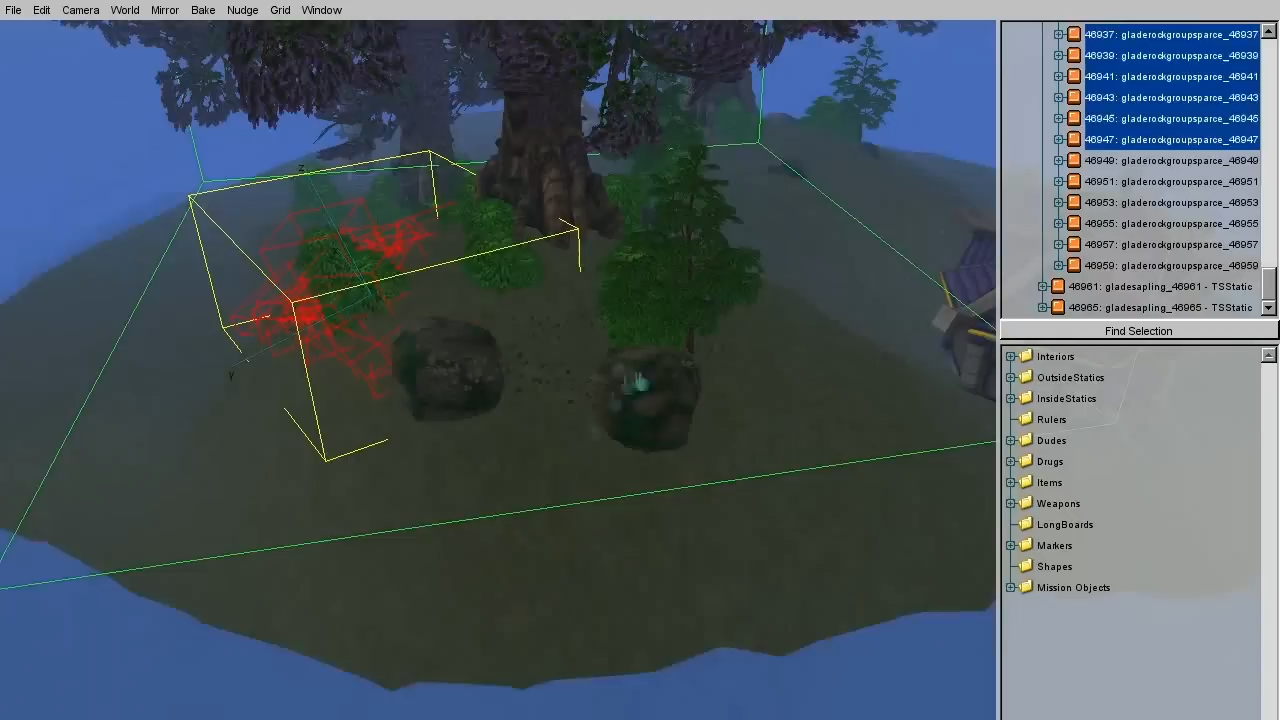 File Edit Camera World Mirror Bake Nudge Grid Window
46937: gladerockgroupsparce_46937
46939: gladerockgroupsparce_46939
46941: gladerockgroupsparce_46941
46943: gladerockgroupsparce_46943
46945: gladerockgroupsparce_46945
46947: gladerockgroupsparce_46947
46949: gladerockgroupsparce_46949
46951: gladerockgroupsparce_46951
46953: gladerockgroupsparce_46953
46955: gladerockgroupsparce_46955
46957: gladerockgroupsparce_46957
46959: gladerockgroupsparce_46959
46961: gladesapling_46961 - TSStatic
46965: gladesapling_46965 - TSStatic
Find Selection
Interiors
OutsideStatics
InsideStatics
Rulers
Dudes
Drugs
Items
Weapons
LongBoards
Markers
Shapes
Mission Objects
Z
Y